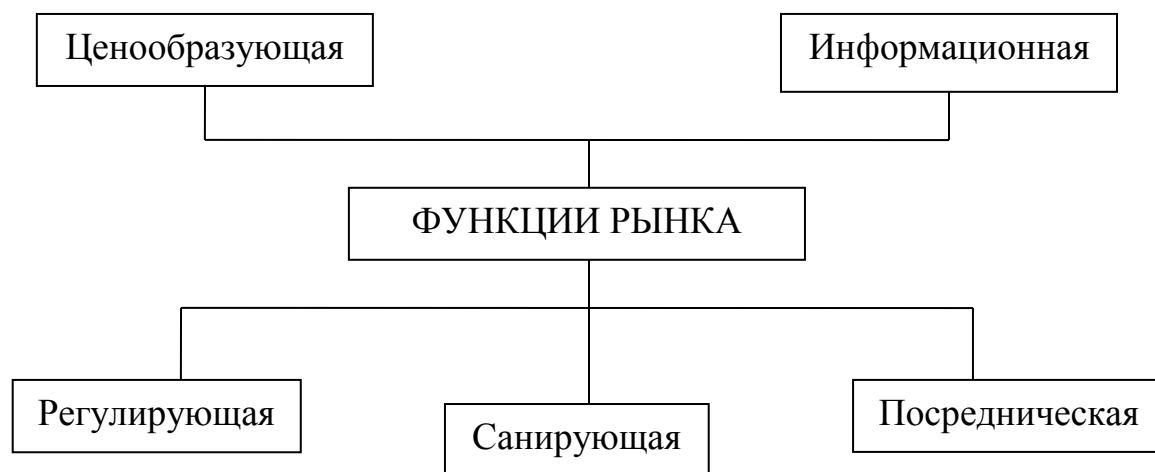 Ценообразующая
Информационная
ФУНКЦИИ РЫНКА
Регулирующая
Санирующая
Посредническая